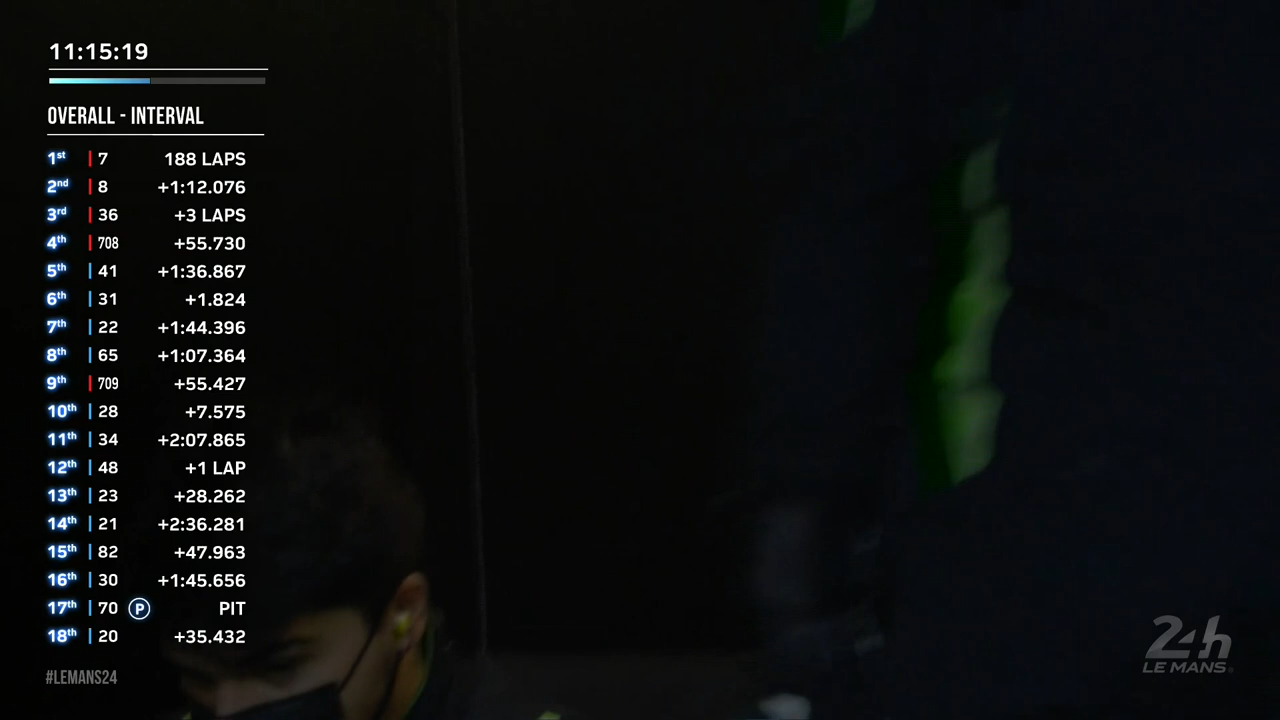 11:15:19
OVERALL - INTERVAL
1st 7 188 LAPS
2nd 8 +1:12.076
3rd 36 +3 LAPS
4th 708 +55.730
5th 41 +1:36.867
6th 31 +1.824
7th 22 +1:44.396
8th 65 +1:07.364
9th 709 +55.427
10th 28 +7.575
11th 34 +2:07.865
12th 48 +1 LAP
13th 23 +28.262
14th 21 +2:36.281
15th 82 +47.963
16th 30 +1:45.656
17th 70 P PIT
18th 20 +35.432
#LEMANS24
24h
LE MANS